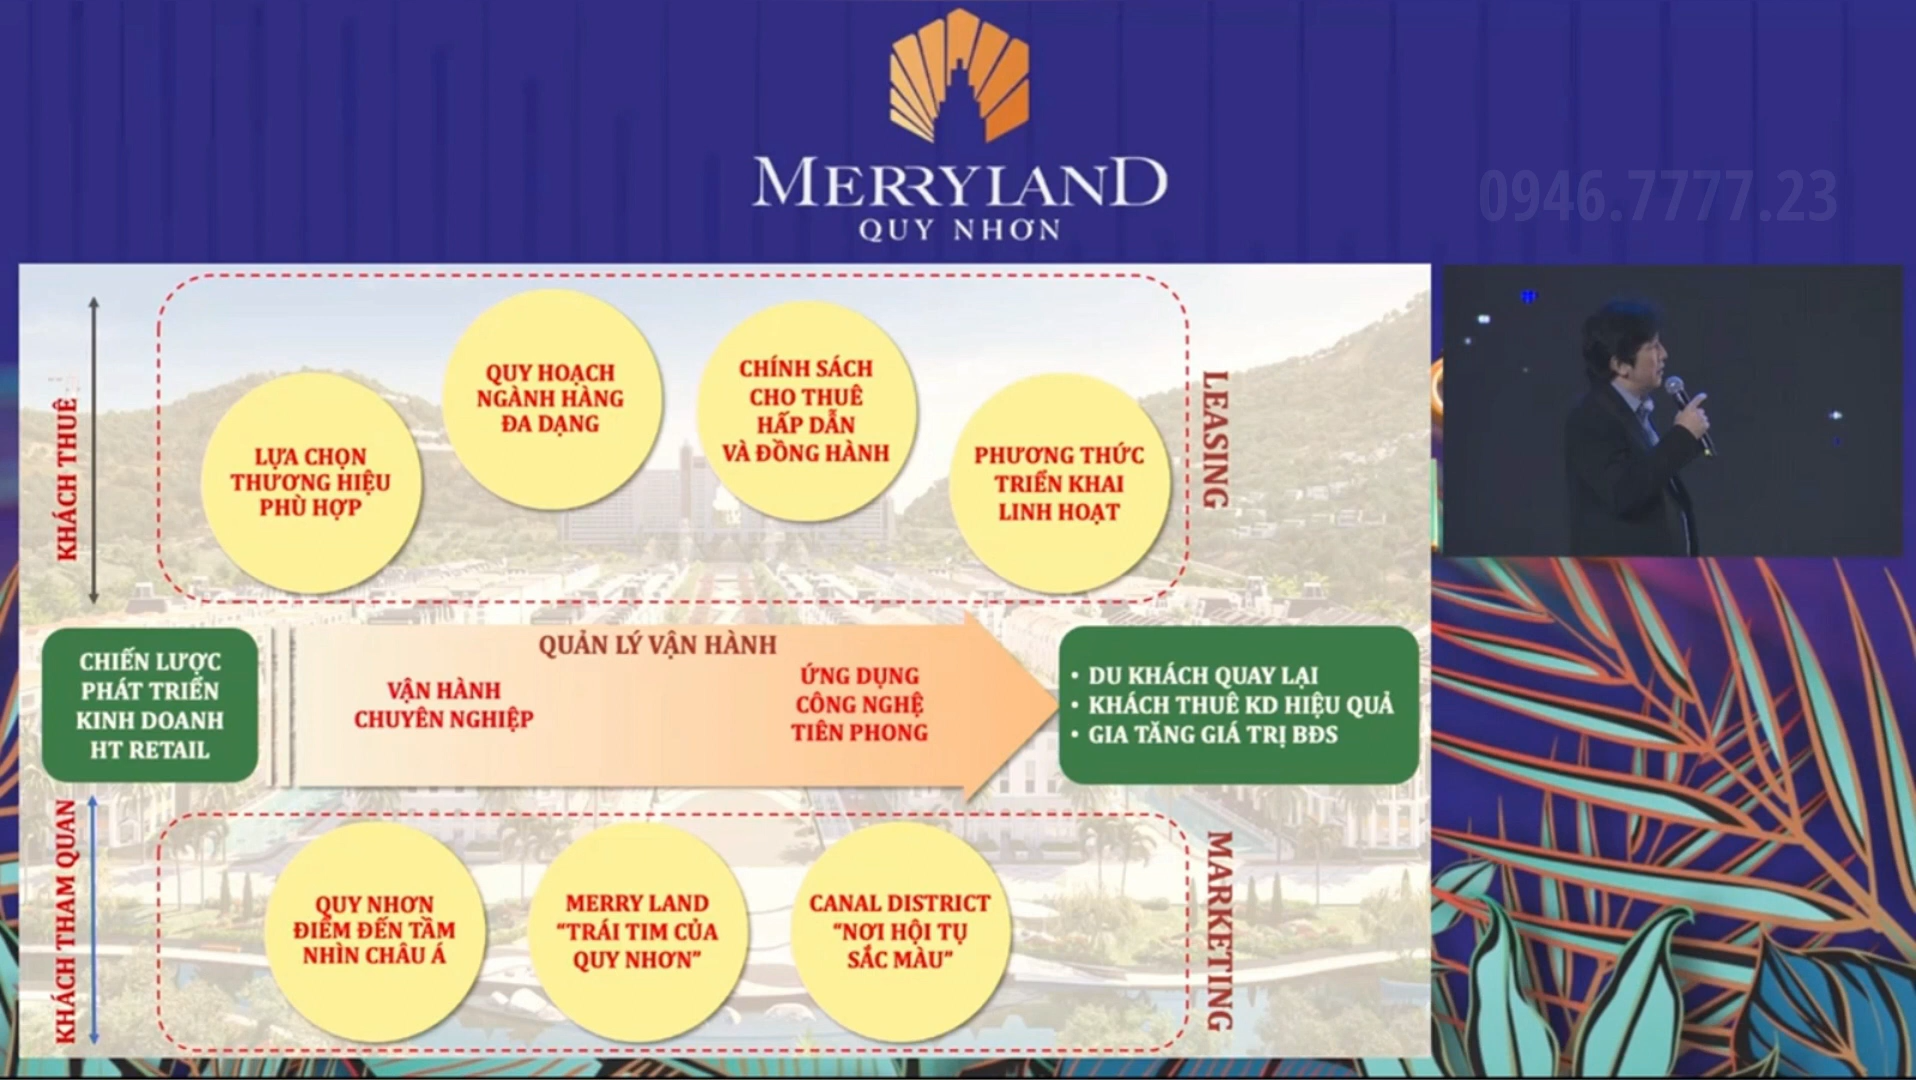 MERRYLAND
QUY NHƠN
0946.7777.23
KHÁCH THUÊ
LỰA CHỌN
THƯƠNG HIỆU
PHÙ HỢP
QUY HOẠCH
NGÀNH HÀNG
ĐA DẠNG
CHÍNH SÁCH
CHO THUÊ
HẤP DẪN
VÀ ĐỒNG HÀNH
PHƯƠNG THỨC
TRIỂN KHAI
LINH HOẠT
LEASING
CHIẾN LƯỢC
PHÁT TRIỂN
KINH DOANH
HT RETAIL
QUẢN LÝ VẬN HÀNH
VẬN HÀNH
CHUYÊN NGHIỆP
ỨNG DỤNG
CÔNG NGHỆ
TIÊN PHONG
• DU KHÁCH QUAY LẠI
• KHÁCH THUÊ KD HIỆU QUẢ
• GIA TĂNG GIÁ TRỊ BĐS
KHÁCH THAM QUAN
QUY NHƠN
ĐIỂM ĐẾN TẦM
NHÌN CHÂU Á
MERRY LAND
“TRÁI TIM CỦA
QUY NHƠN”
CANAL DISTRICT
“NƠI HỘI TỤ
SẮC MÀU”
MARKETING